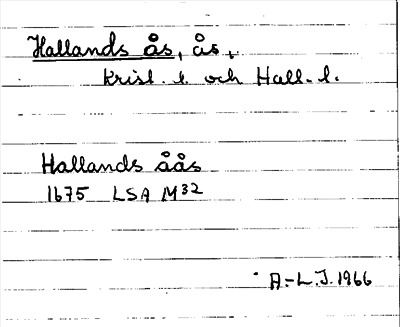 Hallands ås, ås,
Krist. l. och Hall. l.
Hallands åås
1675 LSA M32
A.-L.J. 1966